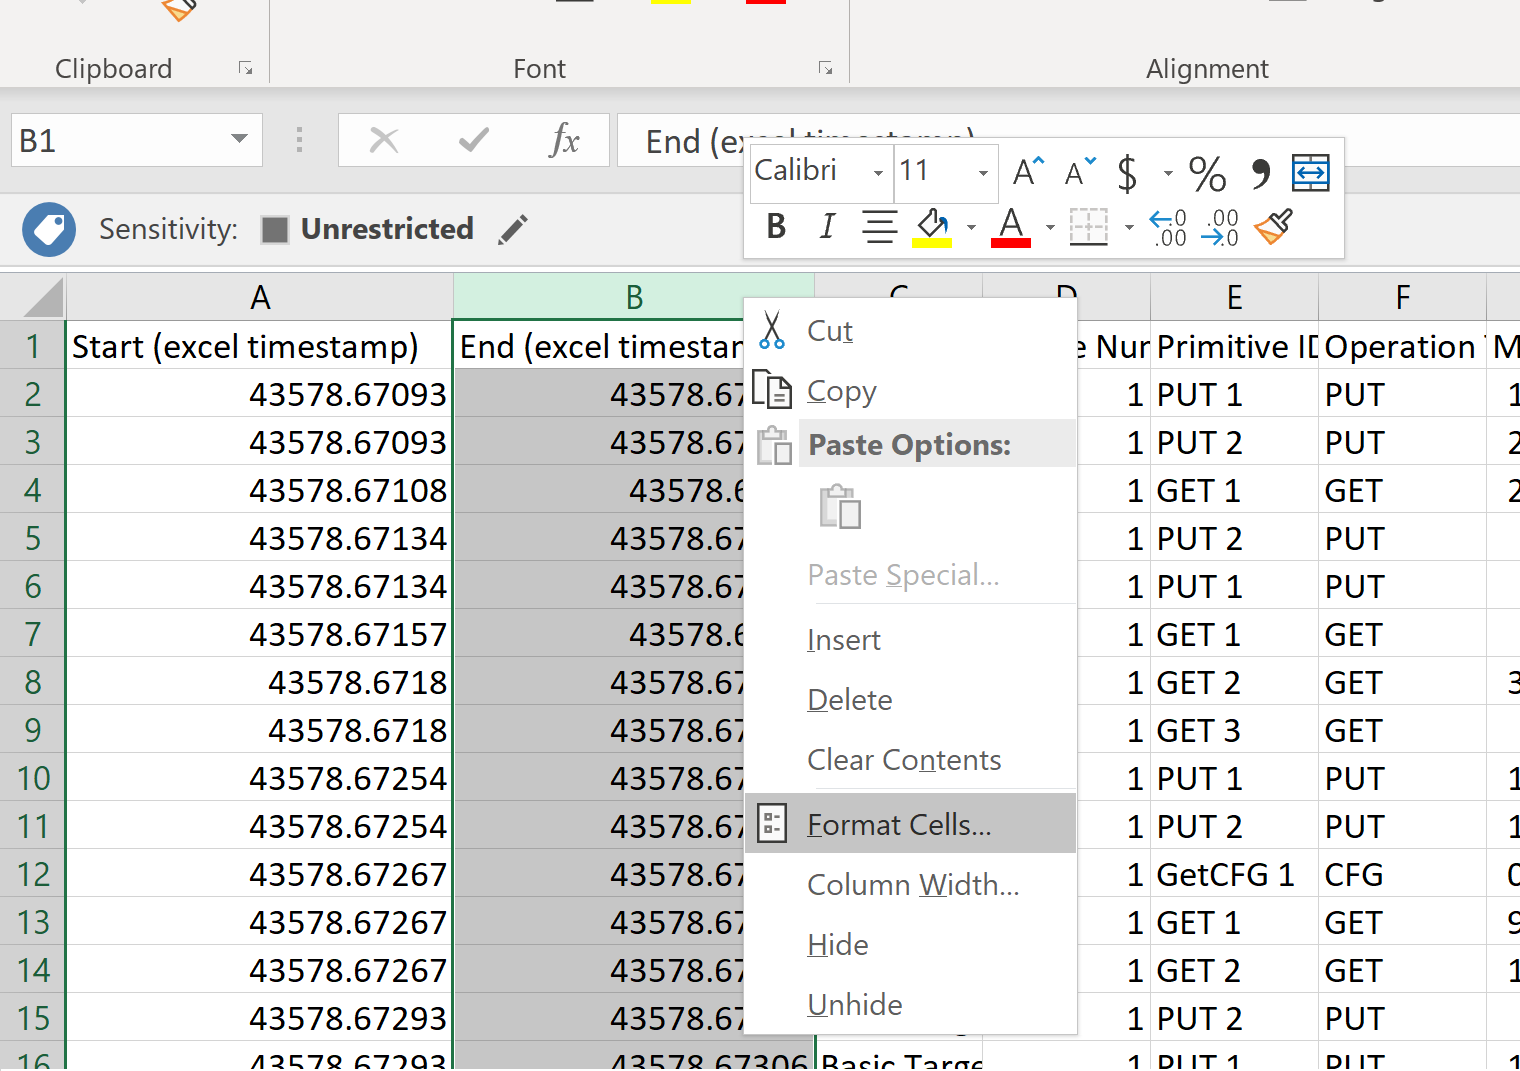 Clipboard Font Alignment
B1 fx End (excel timestamp)
Calibri 11 A A $ % ,
Sensitivity: Unrestricted B I A .0 .00 .00 .0
A B C D E F
1 Start (excel timestamp) End (excel timestam Cut e Num Primitive ID Operation M
2 43578.67093 43578.67 Copy 1 PUT 1 PUT 1
3 43578.67093 43578.67 Paste Options: 1 PUT 2 PUT 2
4 43578.67108 43578.6 1 GET 1 GET 2
5 43578.67134 43578.67 1 PUT 2 PUT
Paste Special...
6 43578.67134 43578.67 1 PUT 1 PUT
7 43578.67157 43578.6 Insert 1 GET 1 GET
8 43578.6718 43578.67 Delete 1 GET 2 GET 3
9 43578.6718 43578.67 Clear Contents 1 GET 3 GET
10 43578.67254 43578.67 1 PUT 1 PUT 1
11 43578.67254 43578.67 Format Cells... 1 PUT 2 PUT 1
12 43578.67267 43578.67 Column Width... 1 GetCFG 1 CFG 0
13 43578.67267 43578.67 Hide 1 GET 1 GET 9
14 43578.67267 43578.67 1 GET 2 GET 1
15 43578.67293 43578.67 Unhide 1 PUT 2 PUT
16 43578.67293 43578.67306 Basic Targe 1 PUT 1 PUT 1